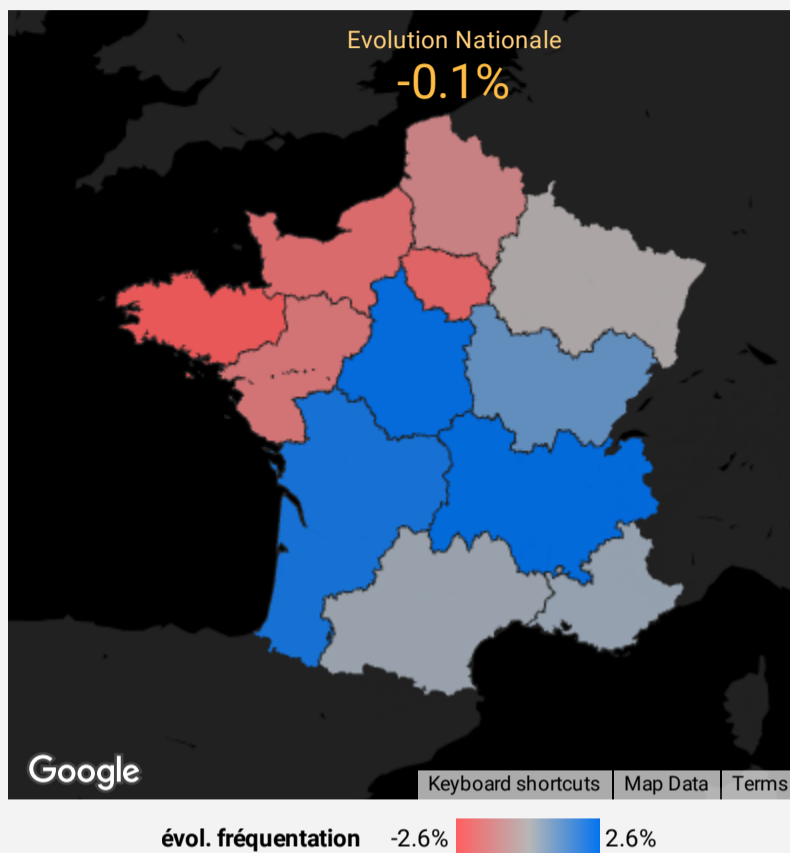 Evolution Nationale
-0.1%
Google
Keyboard shortcuts Map Data Terms
évol. fréquentation -2.6% 2.6%